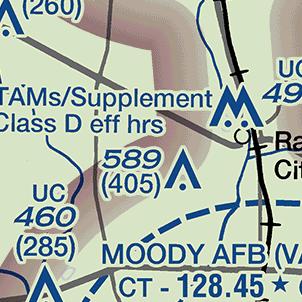 (260)
UC
49
TAMs/Supplement
Class D eff hrs
Ra
Cit
589
(405)
UC
460
(285)
MOODY AFB (VA
CT - 128.45 ★